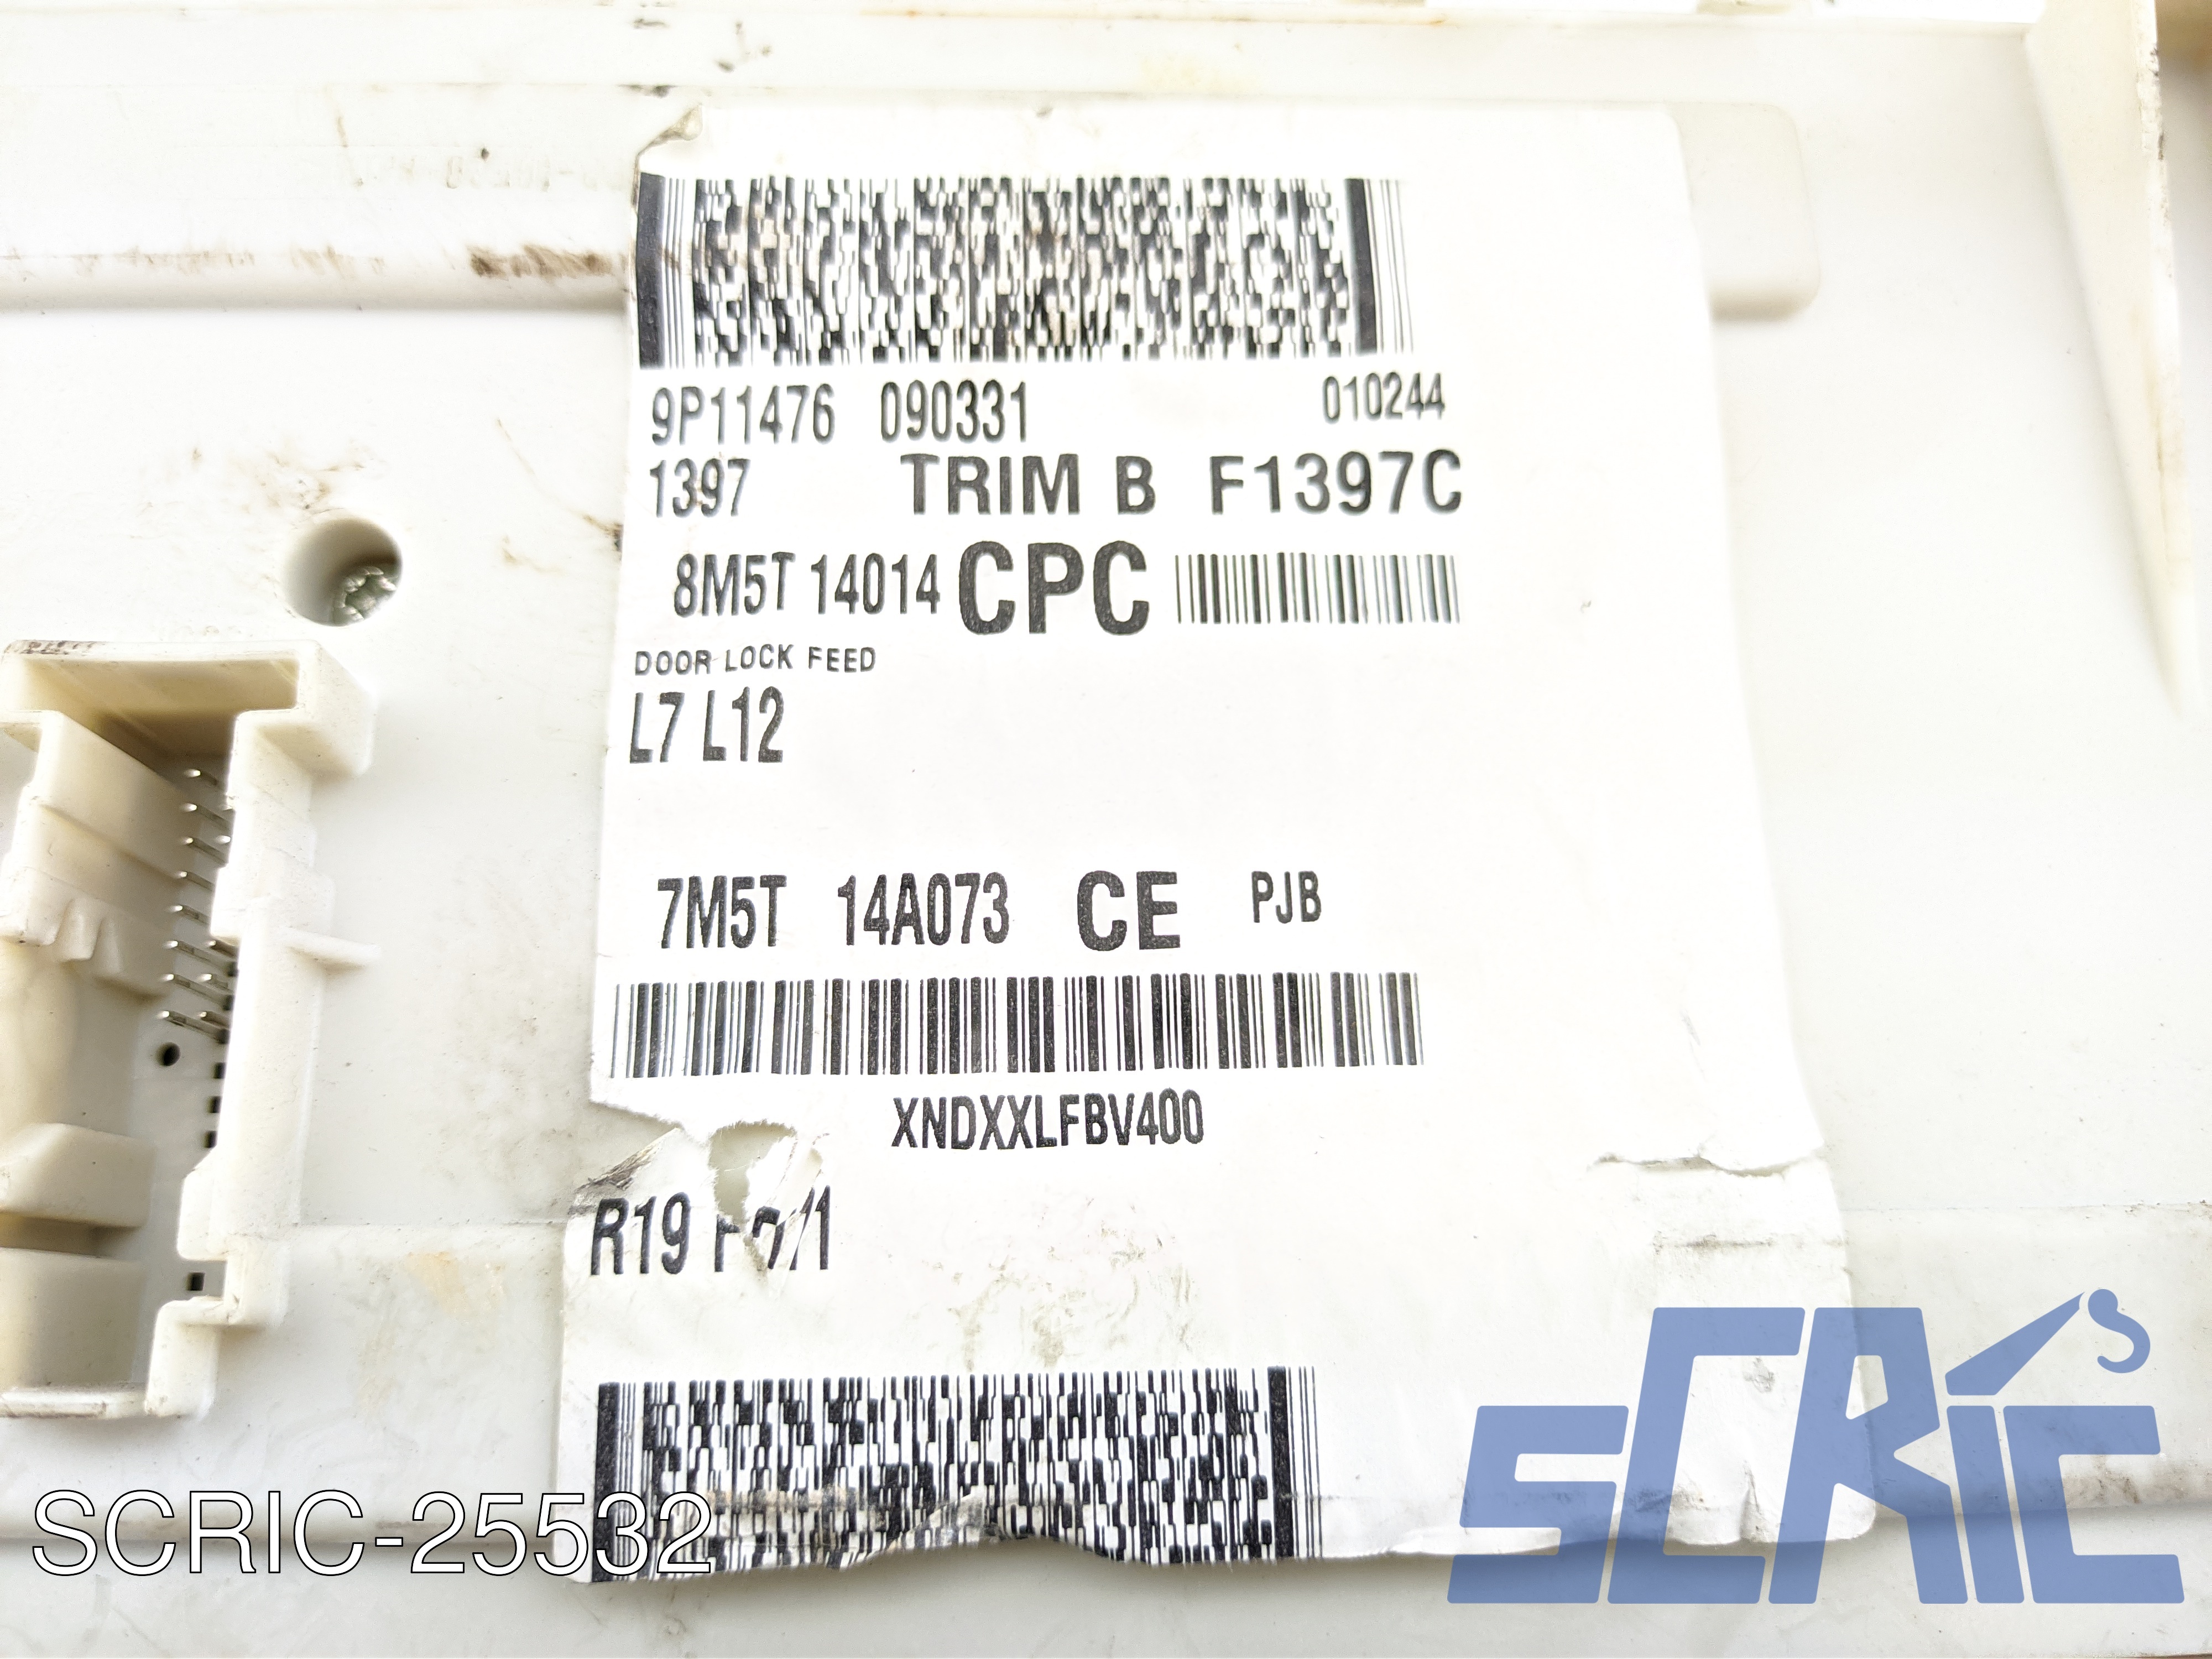 9P11476 090331 010244
1397 TRIM B F1397C
8M5T 14014 CPC
DOOR LOCK FEED
L7 L12
7M5T 14A073 CE PJB
XNDXXLFBV400
R19
SCRIC
SCRIC-25532